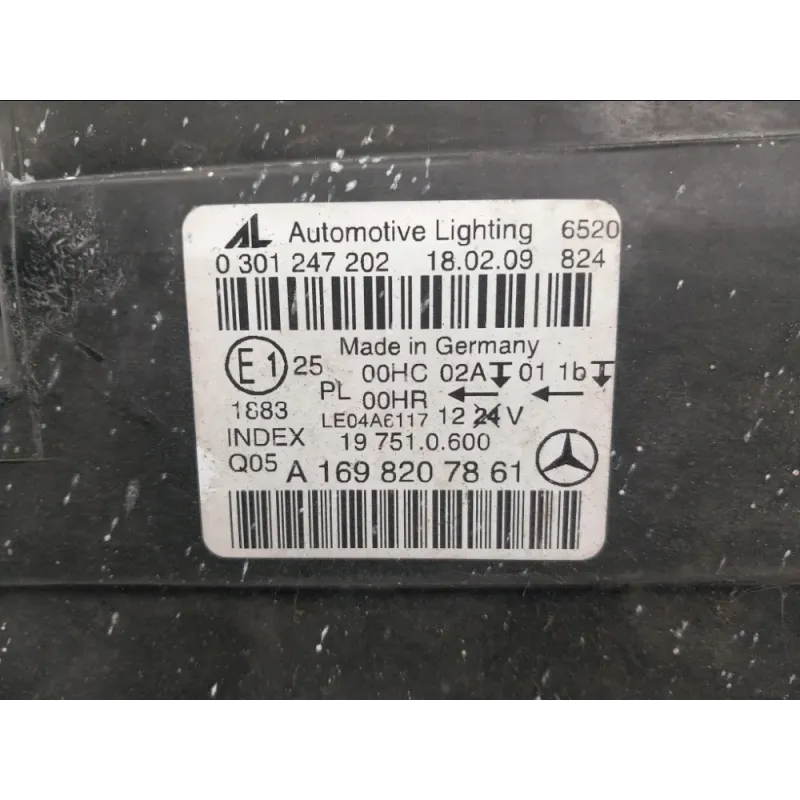 AL Automotive Lighting 6520
0 301 247 202 18.02.09 824
Made in Germany
E1 25 00HC 02A 01 1b
PL 00HR ← ←
1883 LE04A6117 12 24 V
INDEX 19 751.0.600
Q05 A 169 820 78 61